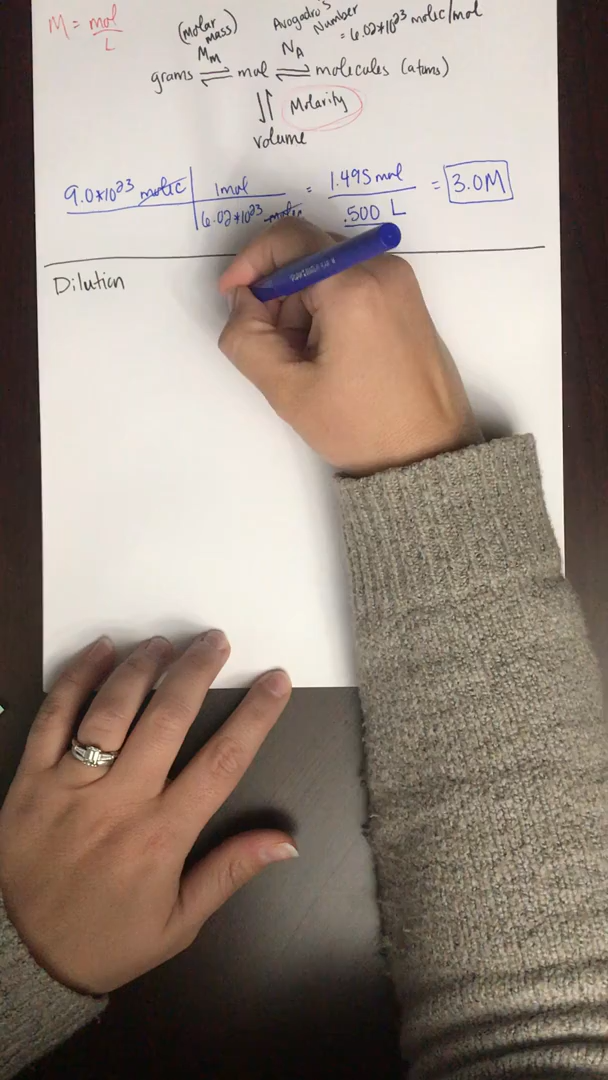 M = mol/L
(Molar mass) Mm
Avogadro's Number = 6.02*10^23 molec/mol
NA
grams ⇌ mol ⇌ molecules (atoms)
⇌ Molarity
volume
9.0*10^23 molec | 1mol = 1.495 mol = 3.0M
6.02*10^23 molec .500 L
Dilution